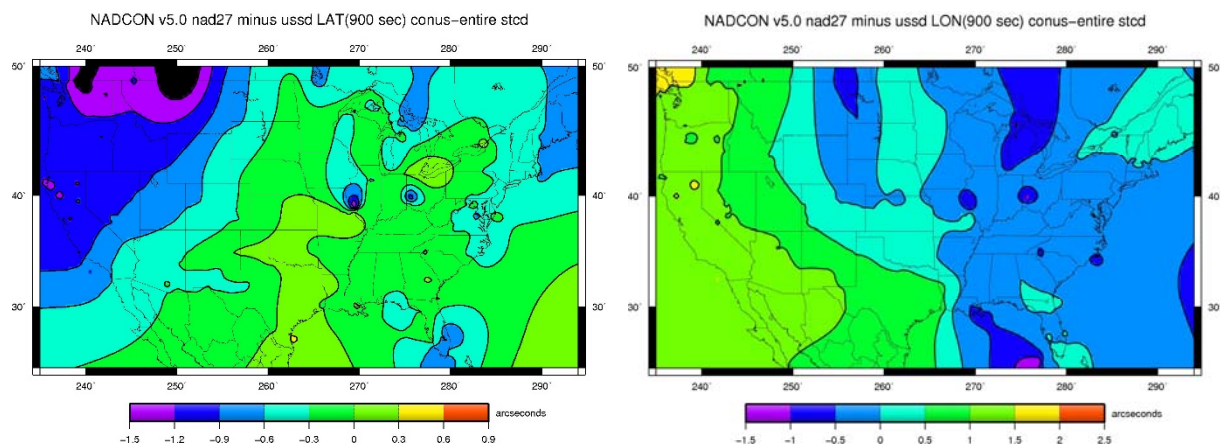 NADCON v5.0 nad27 minus ussd LAT(900 sec) conus−entire stcd
240˚ 250˚ 260˚ 270˚ 280˚ 290˚
50˚ 50˚
40˚ 40˚
30˚ 30˚
240˚ 250˚ 260˚ 270˚ 280˚ 290˚
arcseconds
−1.5 −1.2 −0.9 −0.6 −0.3 0 0.3 0.6 0.9
NADCON v5.0 nad27 minus ussd LON(900 sec) conus−entire stcd
240˚ 250˚ 260˚ 270˚ 280˚ 290˚
50˚ 50˚
40˚ 40˚
30˚ 30˚
240˚ 250˚ 260˚ 270˚ 280˚ 290˚
arcseconds
−1.5 −1 −0.5 0 0.5 1 1.5 2 2.5